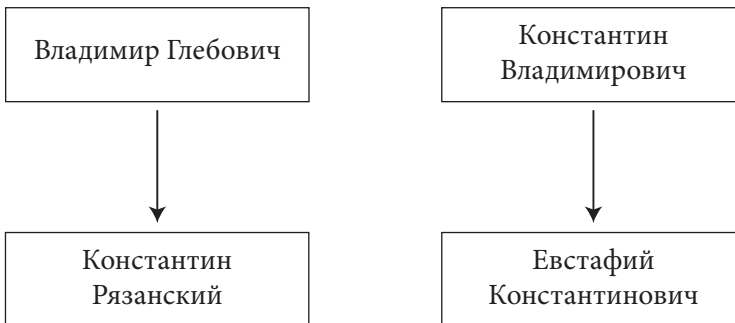 Владимир Глебович
Константин
Владимирович
Константин
Рязанский
Евстафий
Константинович